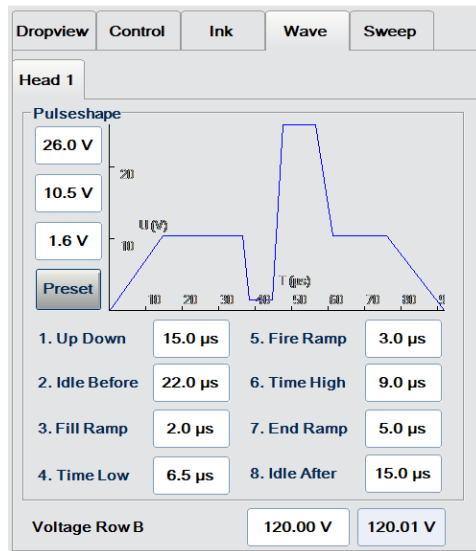 Dropview Control Ink Wave Sweep
Head 1
Pulseshape
26.0 V
20
10.5 V
U (V)
1.6 V
10
T (µs)
Preset
10 20 30 40 50 60 70 80
1. Up Down 15.0 µs 5. Fire Ramp 3.0 µs
2. Idle Before 22.0 µs 6. Time High 9.0 µs
3. Fill Ramp 2.0 µs 7. End Ramp 5.0 µs
4. Time Low 6.5 µs 8. Idle After 15.0 µs
Voltage Row B 120.00 V 120.01 V